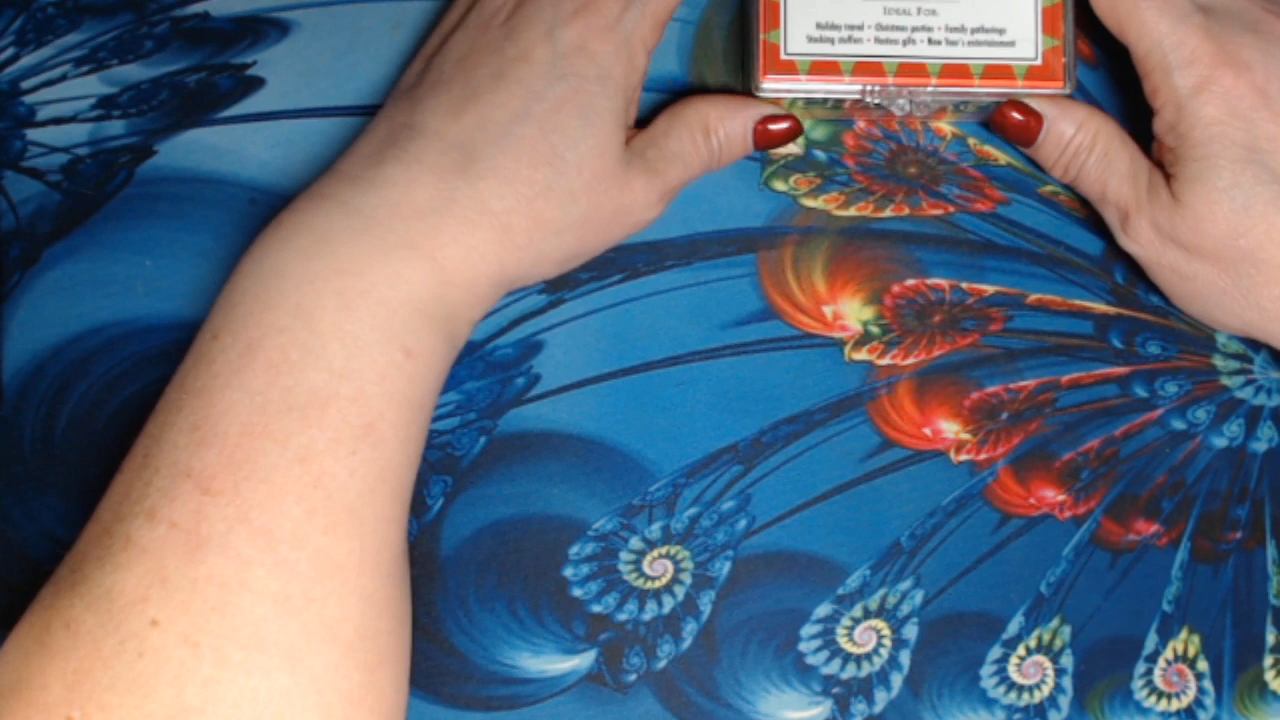 IDEAL FOR:
Holiday travel • Christmas parties • Family gatherings
Stocking stuffers • Hostess gifts • New Year's entertainment